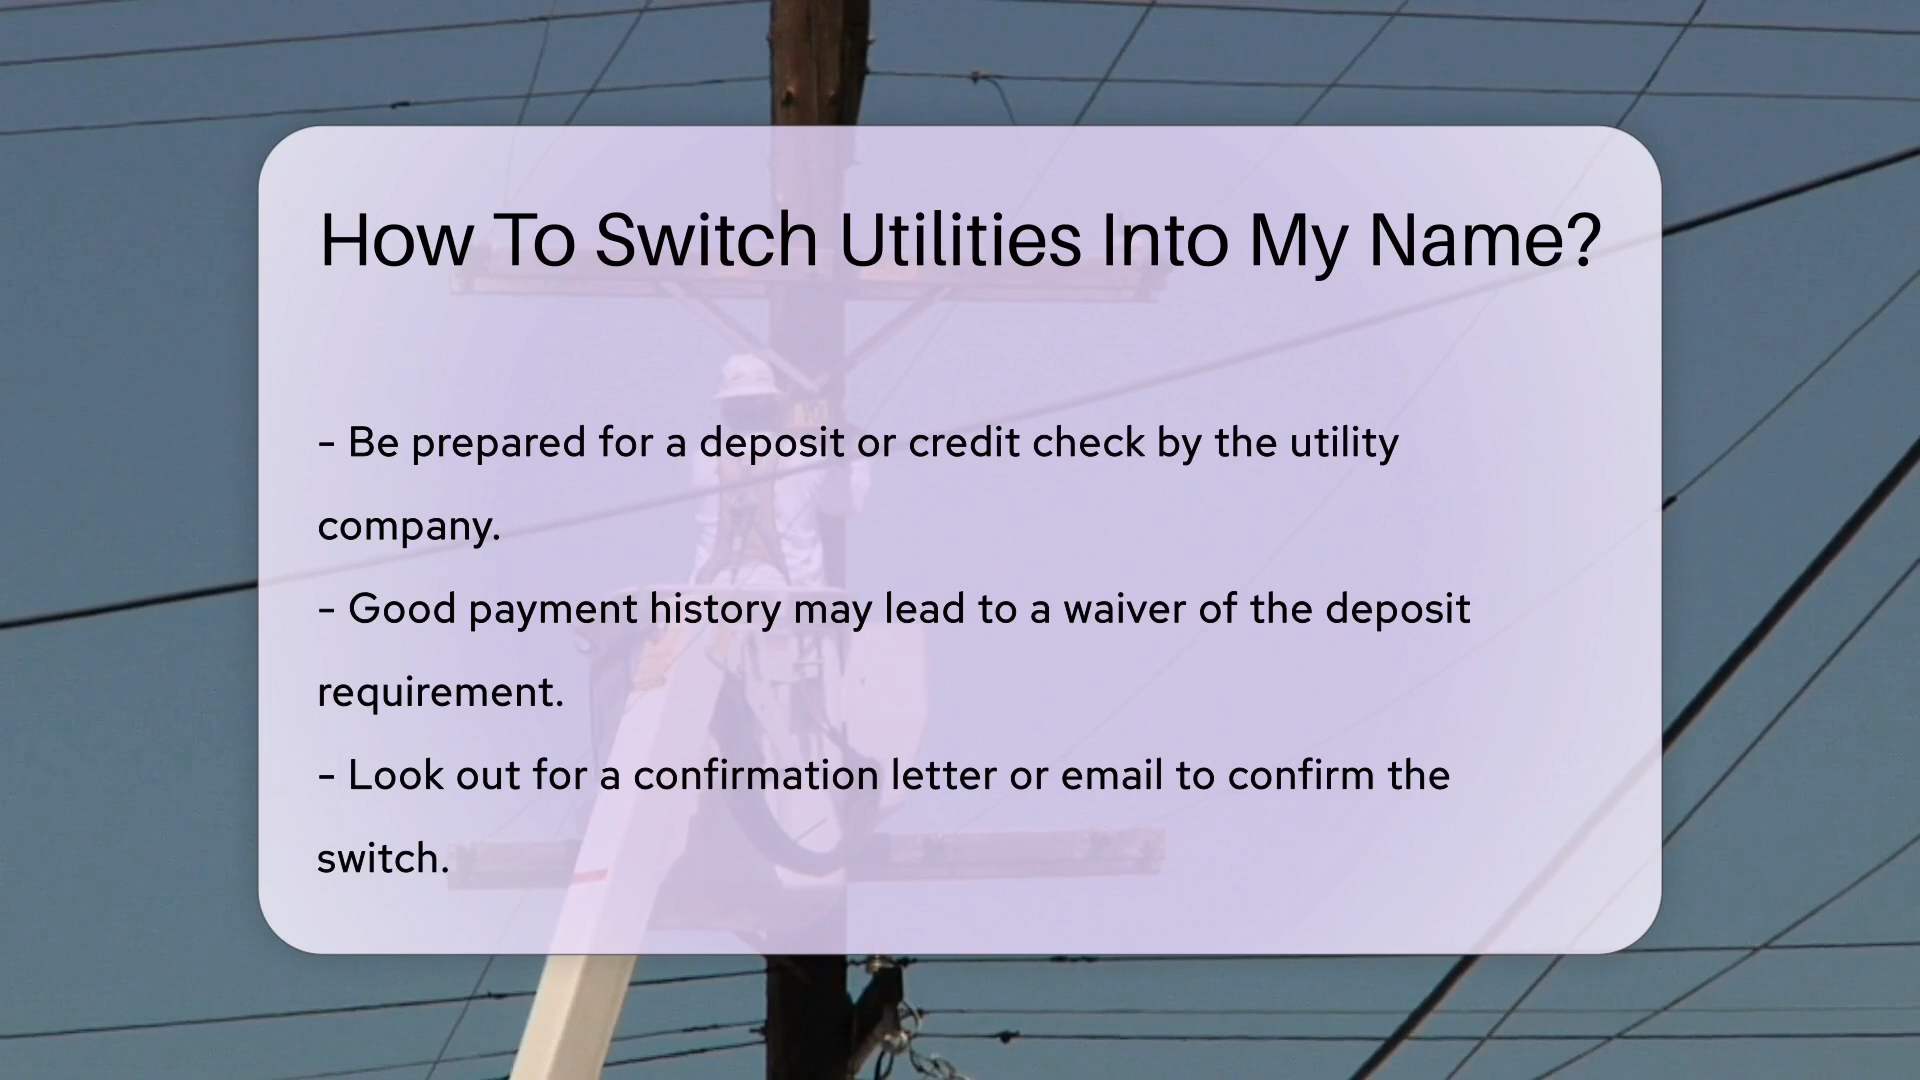 How To Switch Utilities Into My Name?
- Be prepared for a deposit or credit check by the utility
company.
- Good payment history may lead to a waiver of the deposit
requirement.
- Look out for a confirmation letter or email to confirm the
switch.